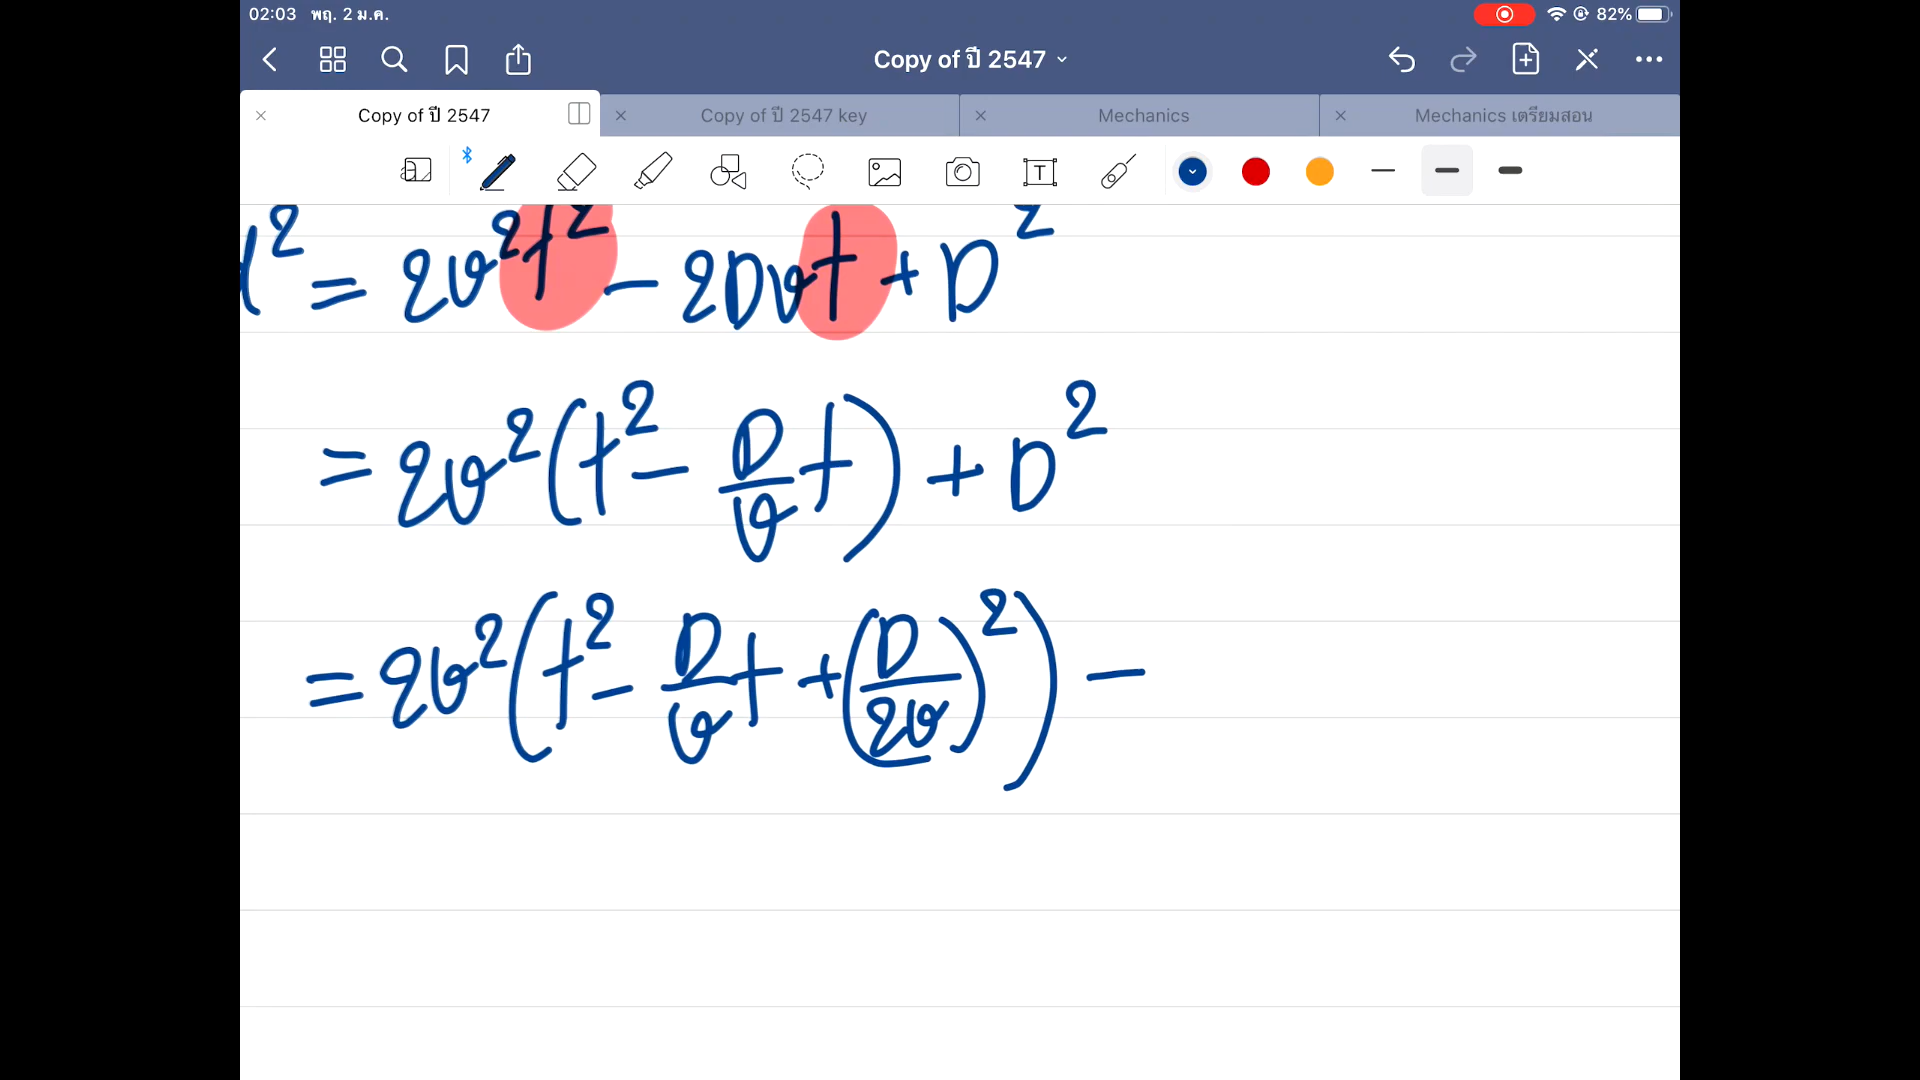 02:03 พฤ. 2 ม.ค. 82%
Copy of ปี 2547
Copy of ปี 2547 Copy of ปี 2547 key Mechanics Mechanics เตรียมสอน
² = 2v²t² - 2Dvt + D²
= 2v²(t² - D/v t) + D²
= 2v²(t² - D/v t + (D/2v)²) -